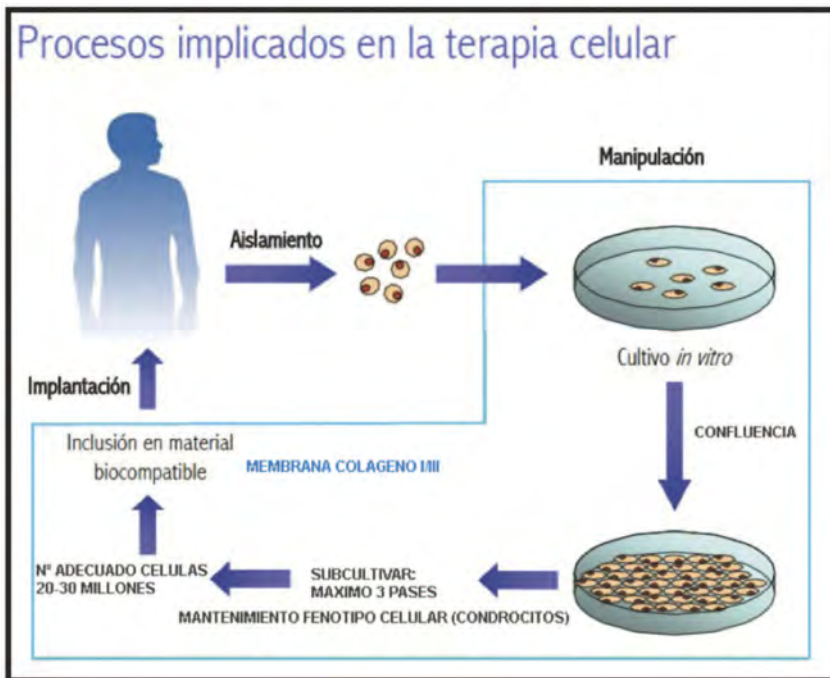 Procesos implicados en la terapia celular
Manipulación
Aislamiento
Cultivo in vitro
CONFLUENCIA
Implantación
Inclusión en material
biocompatible
MEMBRANA COLAGENO I/III
Nº ADECUADO CELULAS
20-30 MILLONES
SUBCULTIVAR:
MAXIMO 3 PASES
MANTENIMIENTO FENOTIPO CELULAR (CONDROCITOS)